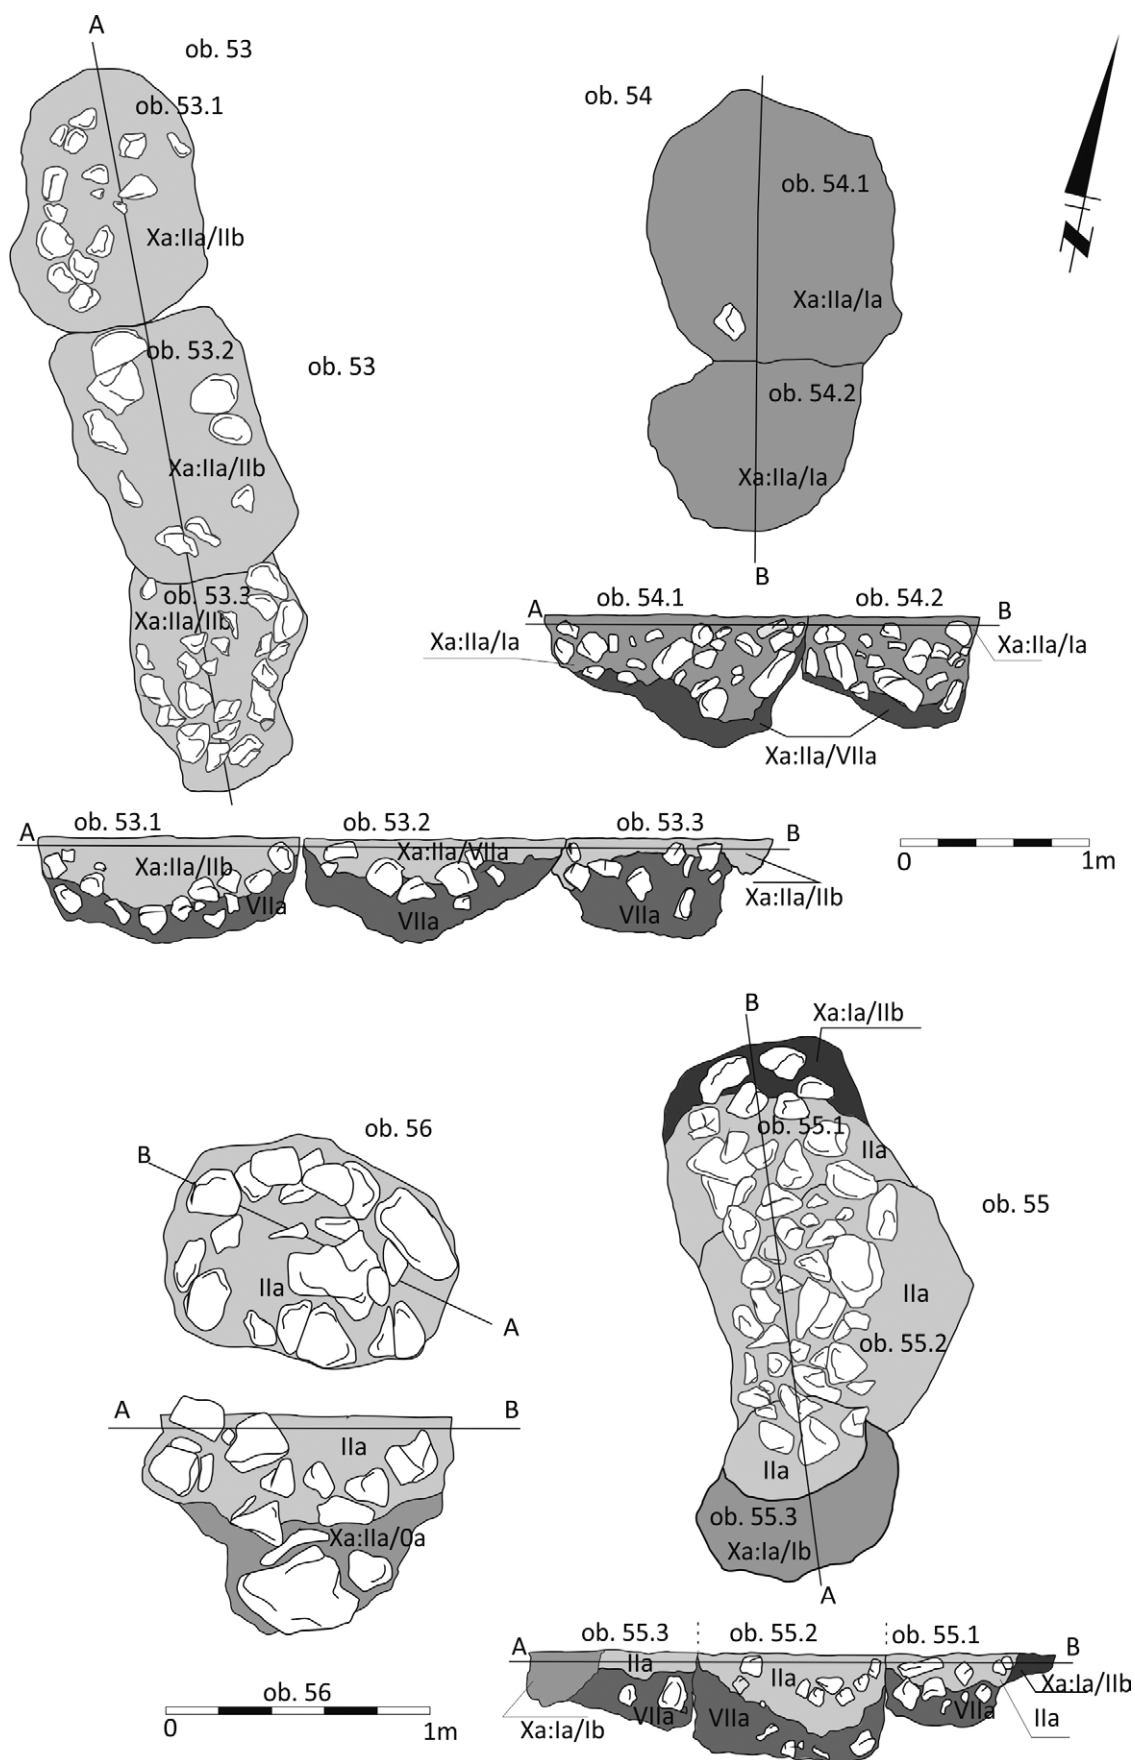 A
ob. 53
ob. 53.1
Xa:IIa/IIb
ob. 53.2
ob. 53
Xa:IIa/IIb
ob. 53.3
Xa:IIa/IIb
ob. 54
ob. 54.1
Xa:IIa/Ia
ob. 54.2
Xa:IIa/Ia
B
N
A
ob. 54.1
ob. 54.2
B
Xa:IIa/Ia
Xa:IIa/Ia
Xa:IIa/VIIa
A
ob. 53.1
ob. 53.2
ob. 53.3
B
Xa:IIa/IIb
Xa:IIa/VIIa
Xa:IIa/IIb
VIIa
VIIa
VIIa
0
1m
B
Xa:Ia/IIb
ob. 55.1
IIa
ob. 55
IIa
ob. 55.2
IIa
ob. 55.3
Xa:Ia/Ib
A
ob. 56
B
IIa
A
A
B
IIa
Xa:IIa/0a
ob. 56
0
1m
A
ob. 55.3
ob. 55.2
ob. 55.1
B
IIa
IIa
Xa:Ia/IIb
VIIa
VIIa
VIIa
IIa
Xa:Ia/Ib